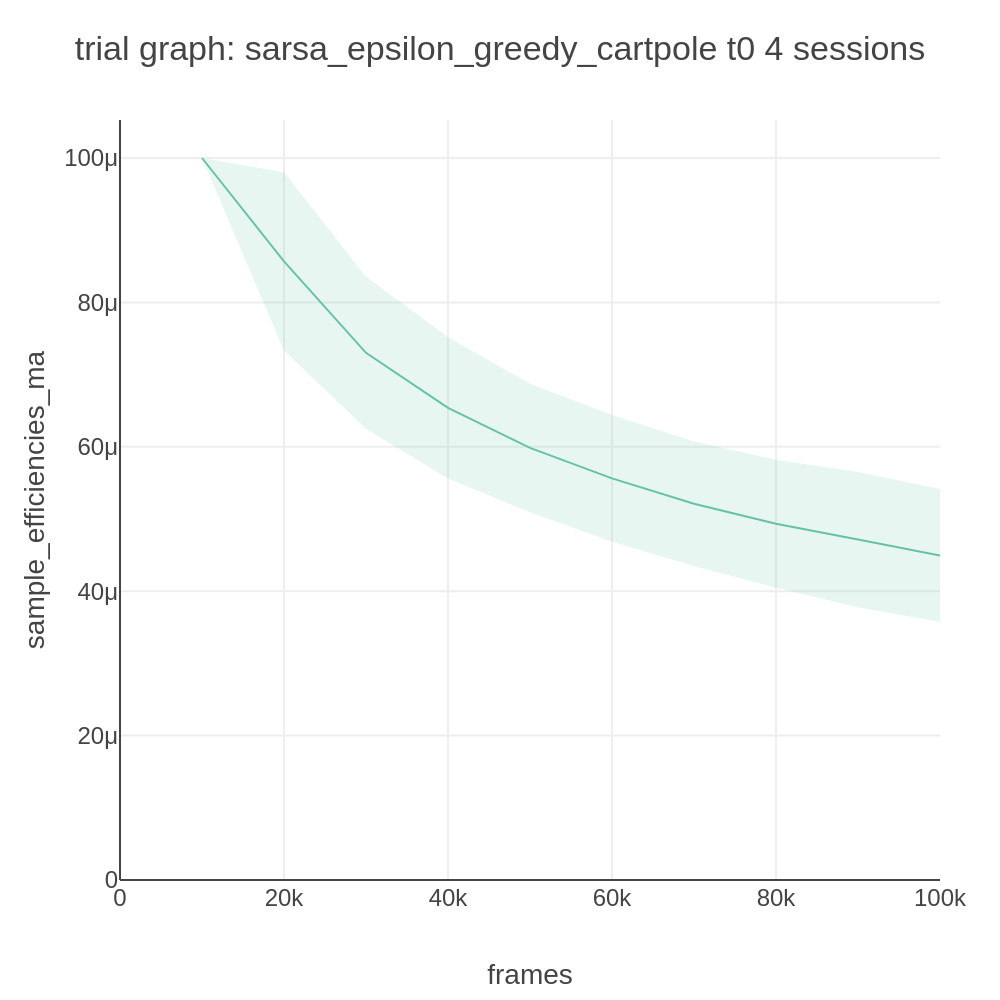 trial graph: sarsa_epsilon_greedy_cartpole t0 4 sessions
100μ
80μ
60μ
40μ
20μ
0
sample_efficiencies_ma
0 20k 40k 60k 80k 100k
frames